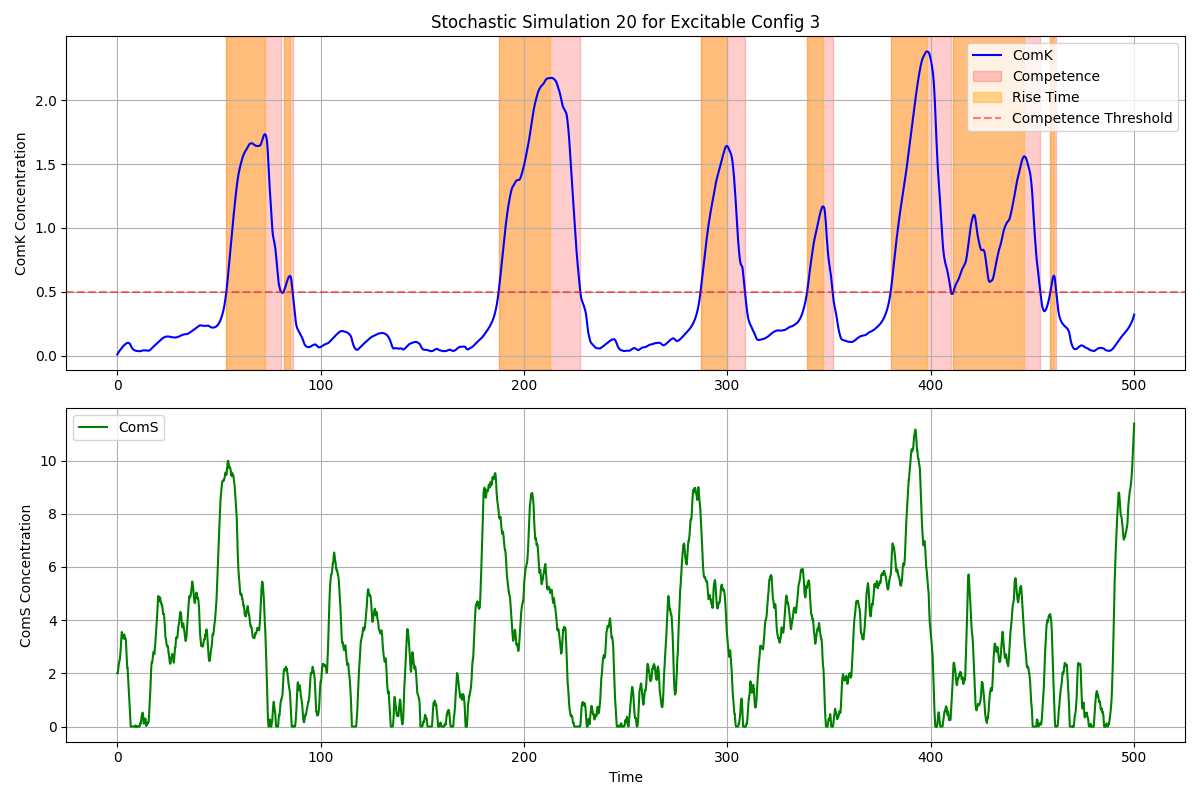 Stochastic Simulation 20 for Excitable Config 3
ComK Concentration
2.0
1.5
1.0
0.5
0.0
ComK
Competence
Rise Time
Competence Threshold
0 100 200 300 400 500
ComS Concentration
10
8
6
4
2
0
ComS
0 100 200 300 400 500
Time